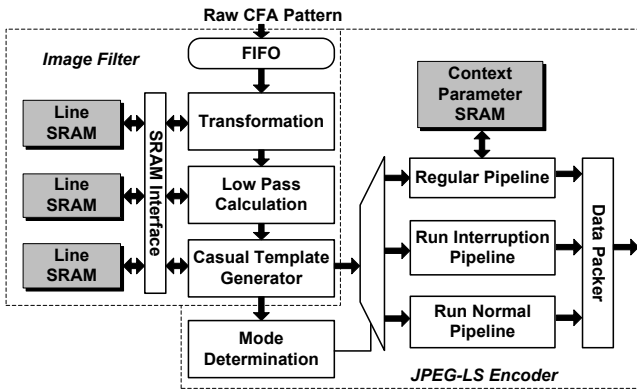 Raw CFA Pattern
Image Filter
FIFO
Context
Parameter
SRAM
Line
SRAM
SRAM Interface
Transformation
Line
SRAM
Low Pass
Calculation
Regular Pipeline
Line
SRAM
Casual Template
Generator
Run Interruption
Pipeline
Data Packer
Mode
Determination
Run Normal
Pipeline
JPEG-LS Encoder